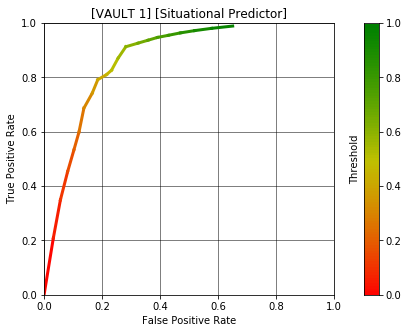 [VAULT 1] [Situational Predictor]
1.0
0.8
0.6
0.4
0.2
0.0
True Positive Rate
0.0 0.2 0.4 0.6 0.8 1.0
False Positive Rate
1.0
0.8
0.6
0.4
0.2
0.0
Threshold